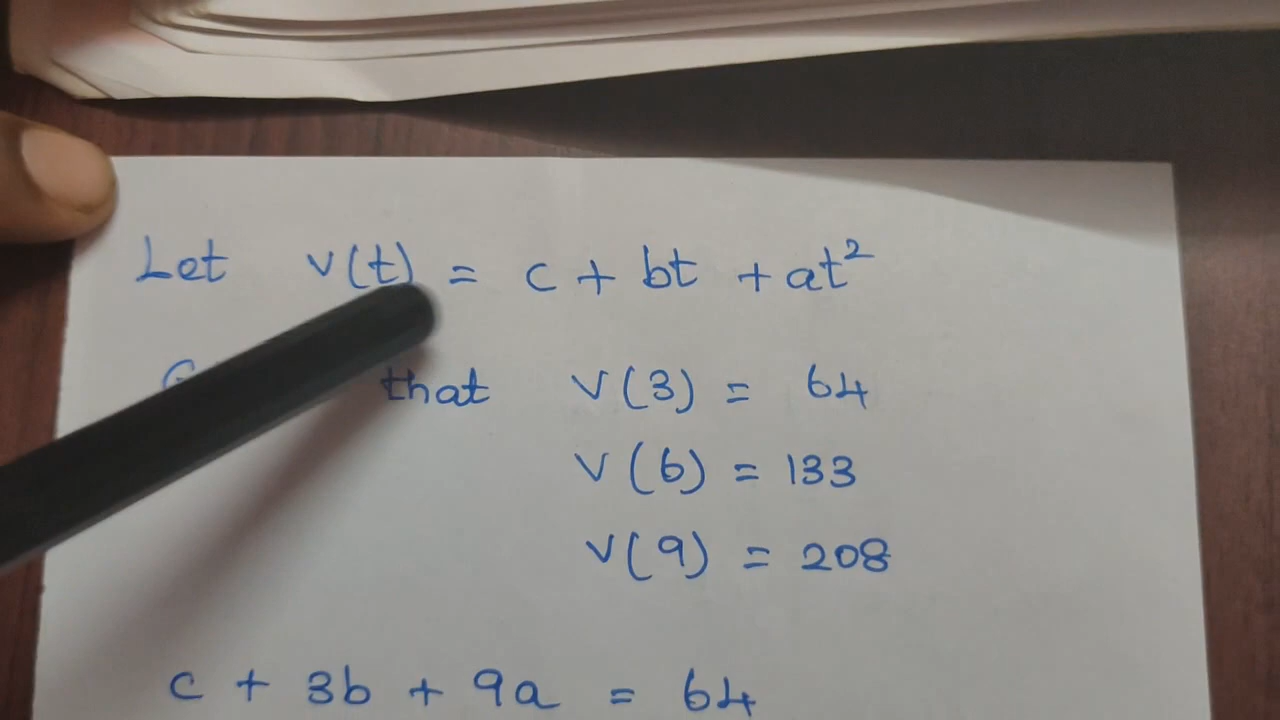 Let v(t) = c + bt + at²
that v(3) = 64
v(6) = 133
v(9) = 208
c + 3b + 9a = 64